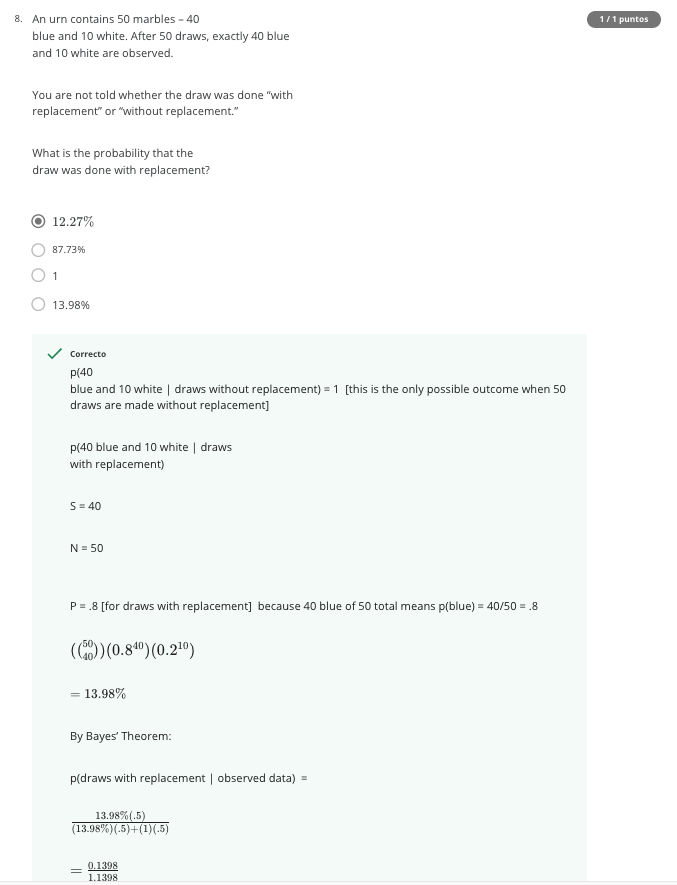 8. An urn contains 50 marbles – 40
blue and 10 white. After 50 draws, exactly 40 blue
and 10 white are observed.
1 / 1 puntos
You are not told whether the draw was done “with
replacement” or “without replacement.”
What is the probability that the
draw was done with replacement?
12.27%
87.73%
1
13.98%
Correcto
p(40
blue and 10 white | draws without replacement) = 1 [this is the only possible outcome when 50
draws are made without replacement]
p(40 blue and 10 white | draws
with replacement)
S = 40
N = 50
P = .8 [for draws with replacement] because 40 blue of 50 total means p(blue) = 40/50 = .8
((50
40))(0.8^40)(0.2^10)
= 13.98%
By Bayes’ Theorem:
p(draws with replacement | observed data) =
13.98%(.5)
(13.98%)(.5)+(1)(.5)
= 0.1398
1.1398